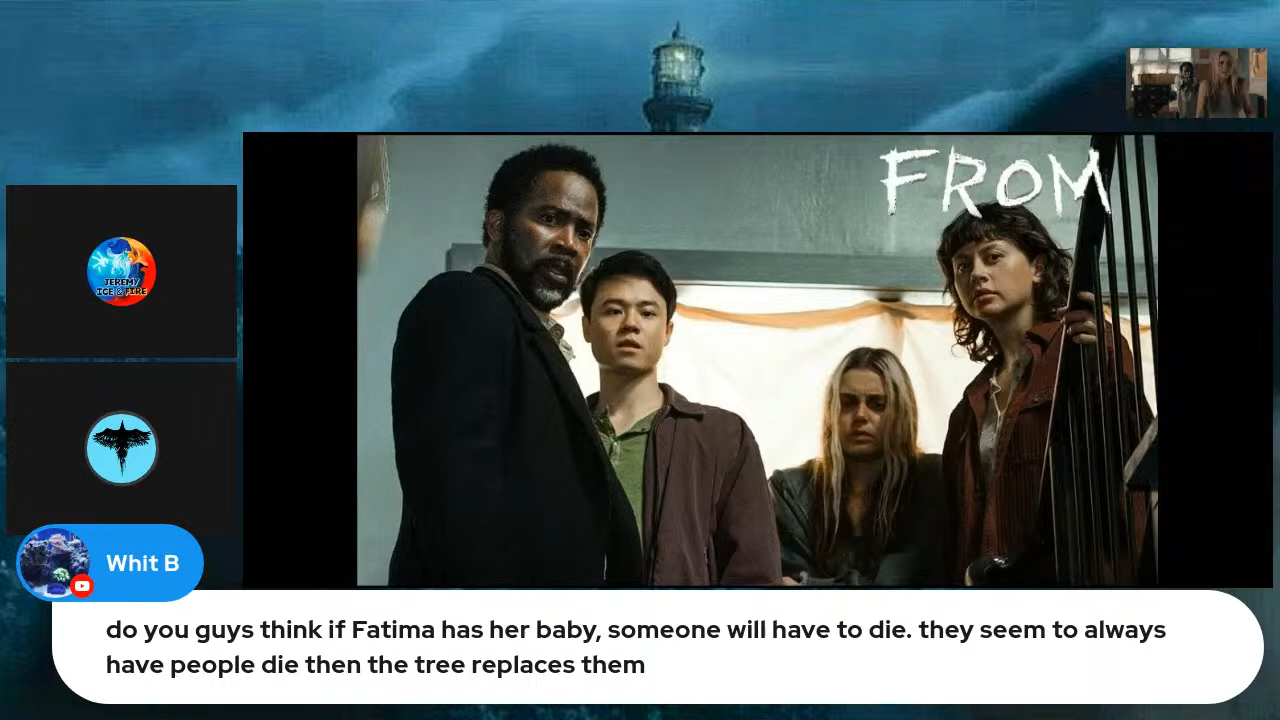 FROM
JEREMY
ICE & FIRE
Whit B
do you guys think if Fatima has her baby, someone will have to die. they seem to always
have people die then the tree replaces them